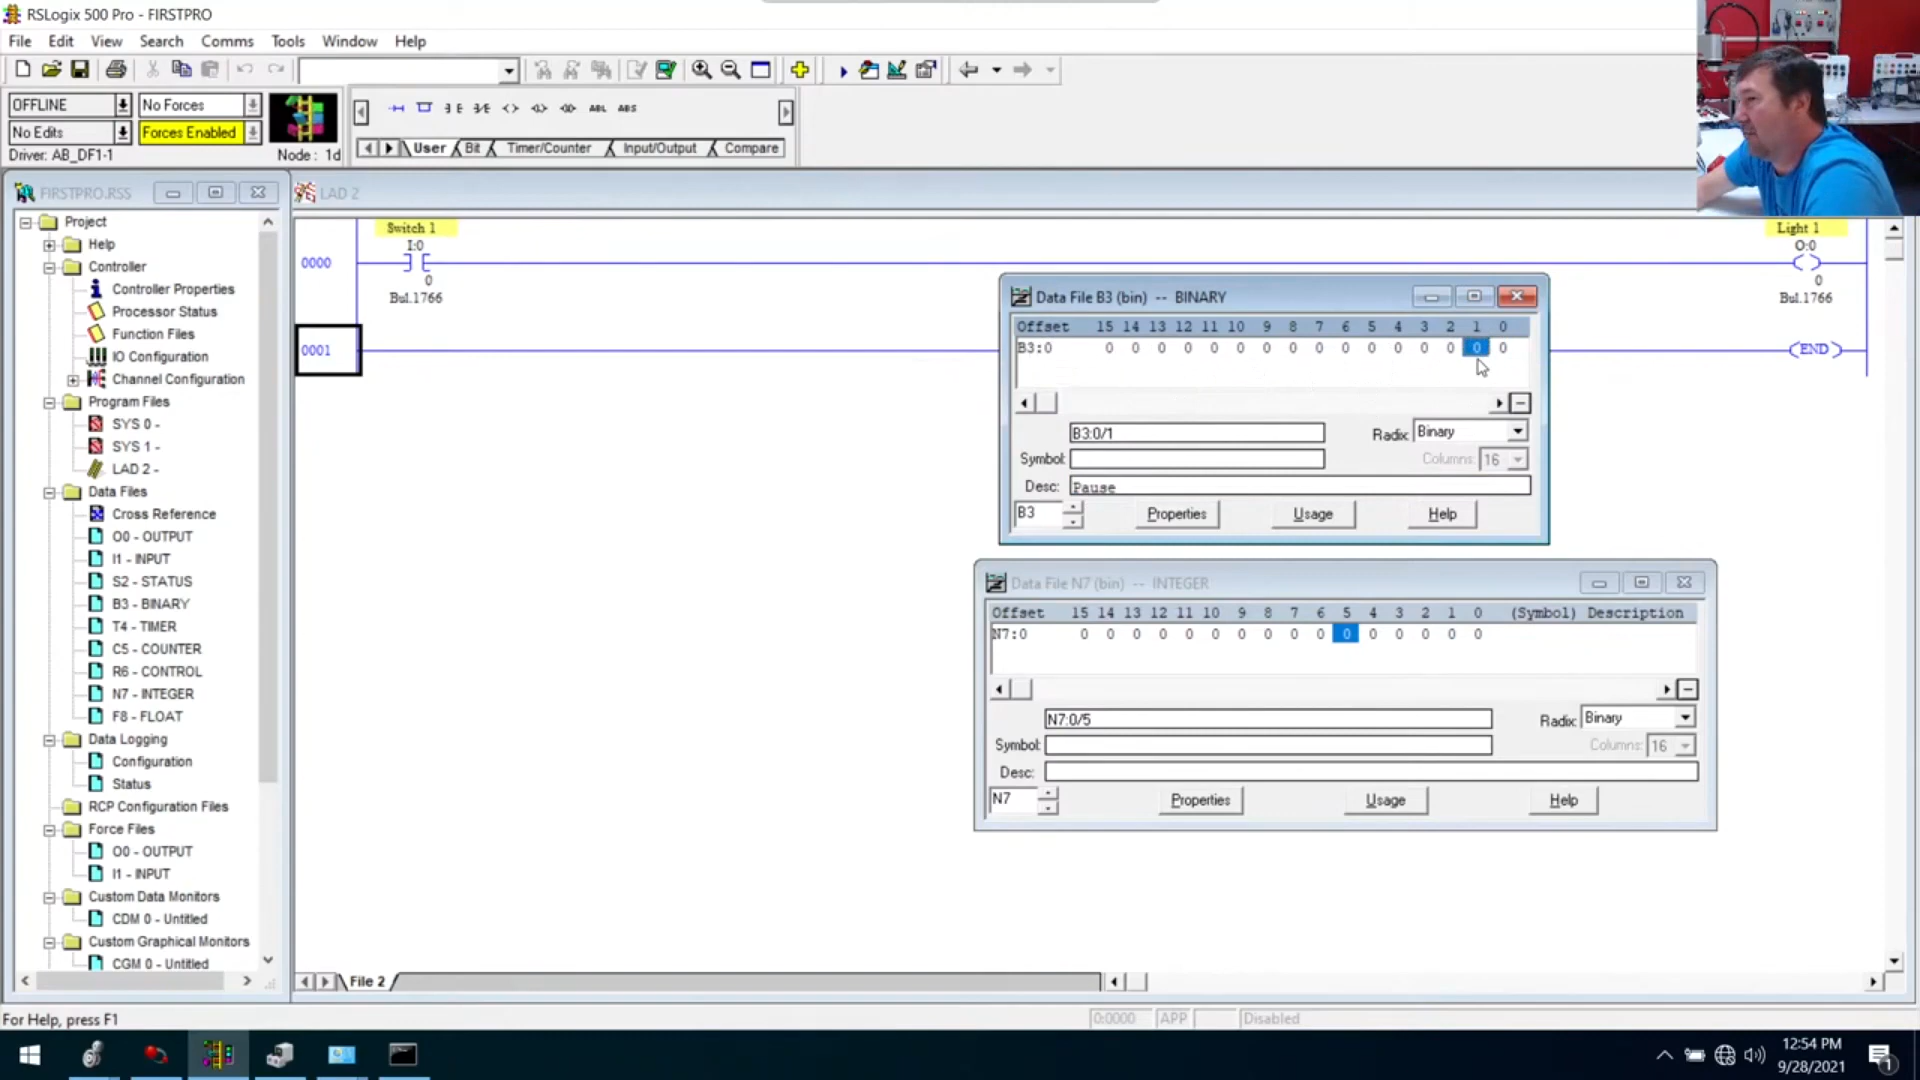 RSLogix 500 Pro - FIRSTPRO
File Edit View Search Comms Tools Window Help
OFFLINE No Forces
No Edits Forces Enabled
Driver: AB_DF1-1 Node : 1d
ABL ABS
User Bit Timer/Counter Input/Output Compare
FIRSTPRO.RSS
Project
Help
Controller
Controller Properties
Processor Status
Function Files
IO Configuration
Channel Configuration
Program Files
SYS 0 -
SYS 1 -
LAD 2 -
Data Files
Cross Reference
O0 - OUTPUT
I1 - INPUT
S2 - STATUS
B3 - BINARY
T4 - TIMER
C5 - COUNTER
R6 - CONTROL
N7 - INTEGER
F8 - FLOAT
Data Logging
Configuration
Status
RCP Configuration Files
Force Files
O0 - OUTPUT
I1 - INPUT
Custom Data Monitors
CDM 0 - Untitled
Custom Graphical Monitors
CGM 0 - Untitled
LAD 2
Switch 1 Light 1
I:0 O:0
0000
0 0
Bul.1766 Bul.1766
0001 END
Data File B3 (bin) -- BINARY
Offset 15 14 13 12 11 10 9 8 7 6 5 4 3 2 1 0
B3:0 0 0 0 0 0 0 0 0 0 0 0 0 0 0 0 0
B3:0/1 Radix: Binary
Symbol: Columns: 16
Desc: Pause
B3 Properties Usage Help
Data File N7 (bin) -- INTEGER
Offset 15 14 13 12 11 10 9 8 7 6 5 4 3 2 1 0 (Symbol) Description
N7:0 0 0 0 0 0 0 0 0 0 0 0 0 0 0 0 0
N7:0/5 Radix: Binary
Symbol: Columns: 16
Desc:
N7 Properties Usage Help
File 2
For Help, press F1 0:0000 APP Disabled
12:54 PM
9/28/2021
1